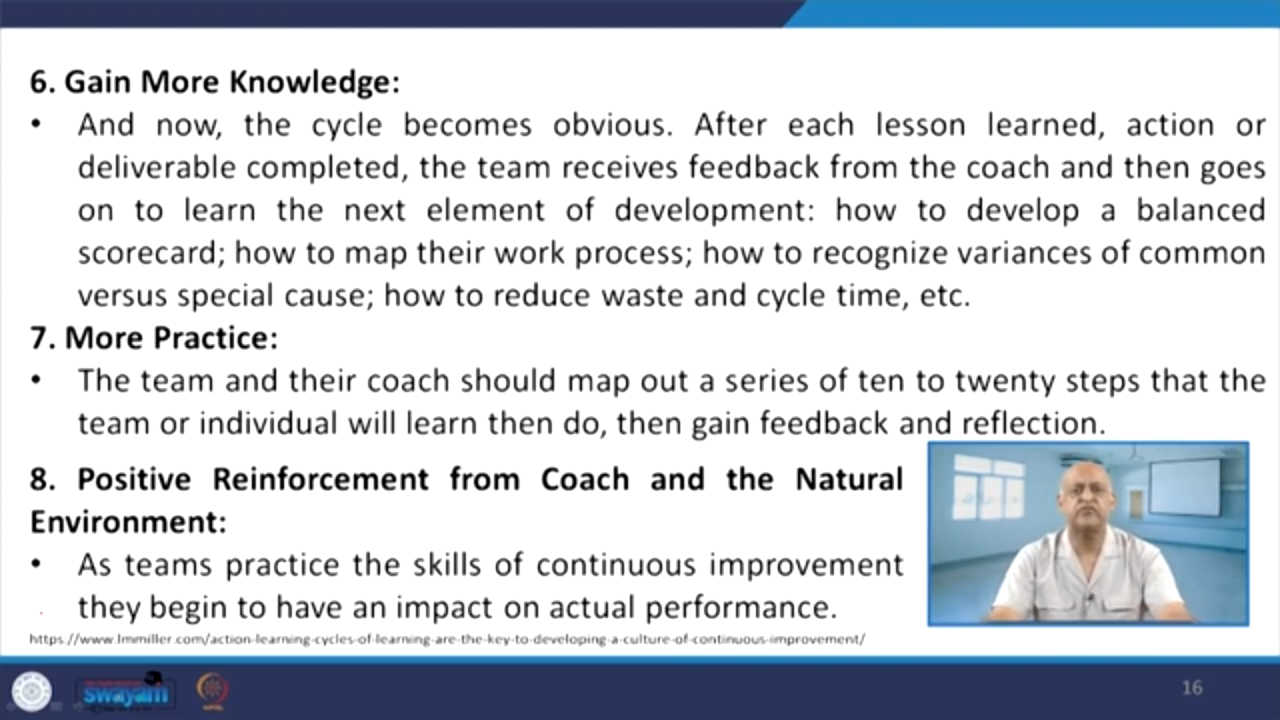 6. Gain More Knowledge:
• And now, the cycle becomes obvious. After each lesson learned, action or
deliverable completed, the team receives feedback from the coach and then goes
on to learn the next element of development: how to develop a balanced
scorecard; how to map their work process; how to recognize variances of common
versus special cause; how to reduce waste and cycle time, etc.
7. More Practice:
• The team and their coach should map out a series of ten to twenty steps that the
team or individual will learn then do, then gain feedback and reflection.
8. Positive Reinforcement from Coach and the Natural
Environment:
• As teams practice the skills of continuous improvement
they begin to have an impact on actual performance.
https://www.lmmiller.com/action-learning-cycles-of-learning-are-the-key-to-developing-a-culture-of-continuous-improvement/
swayam
16